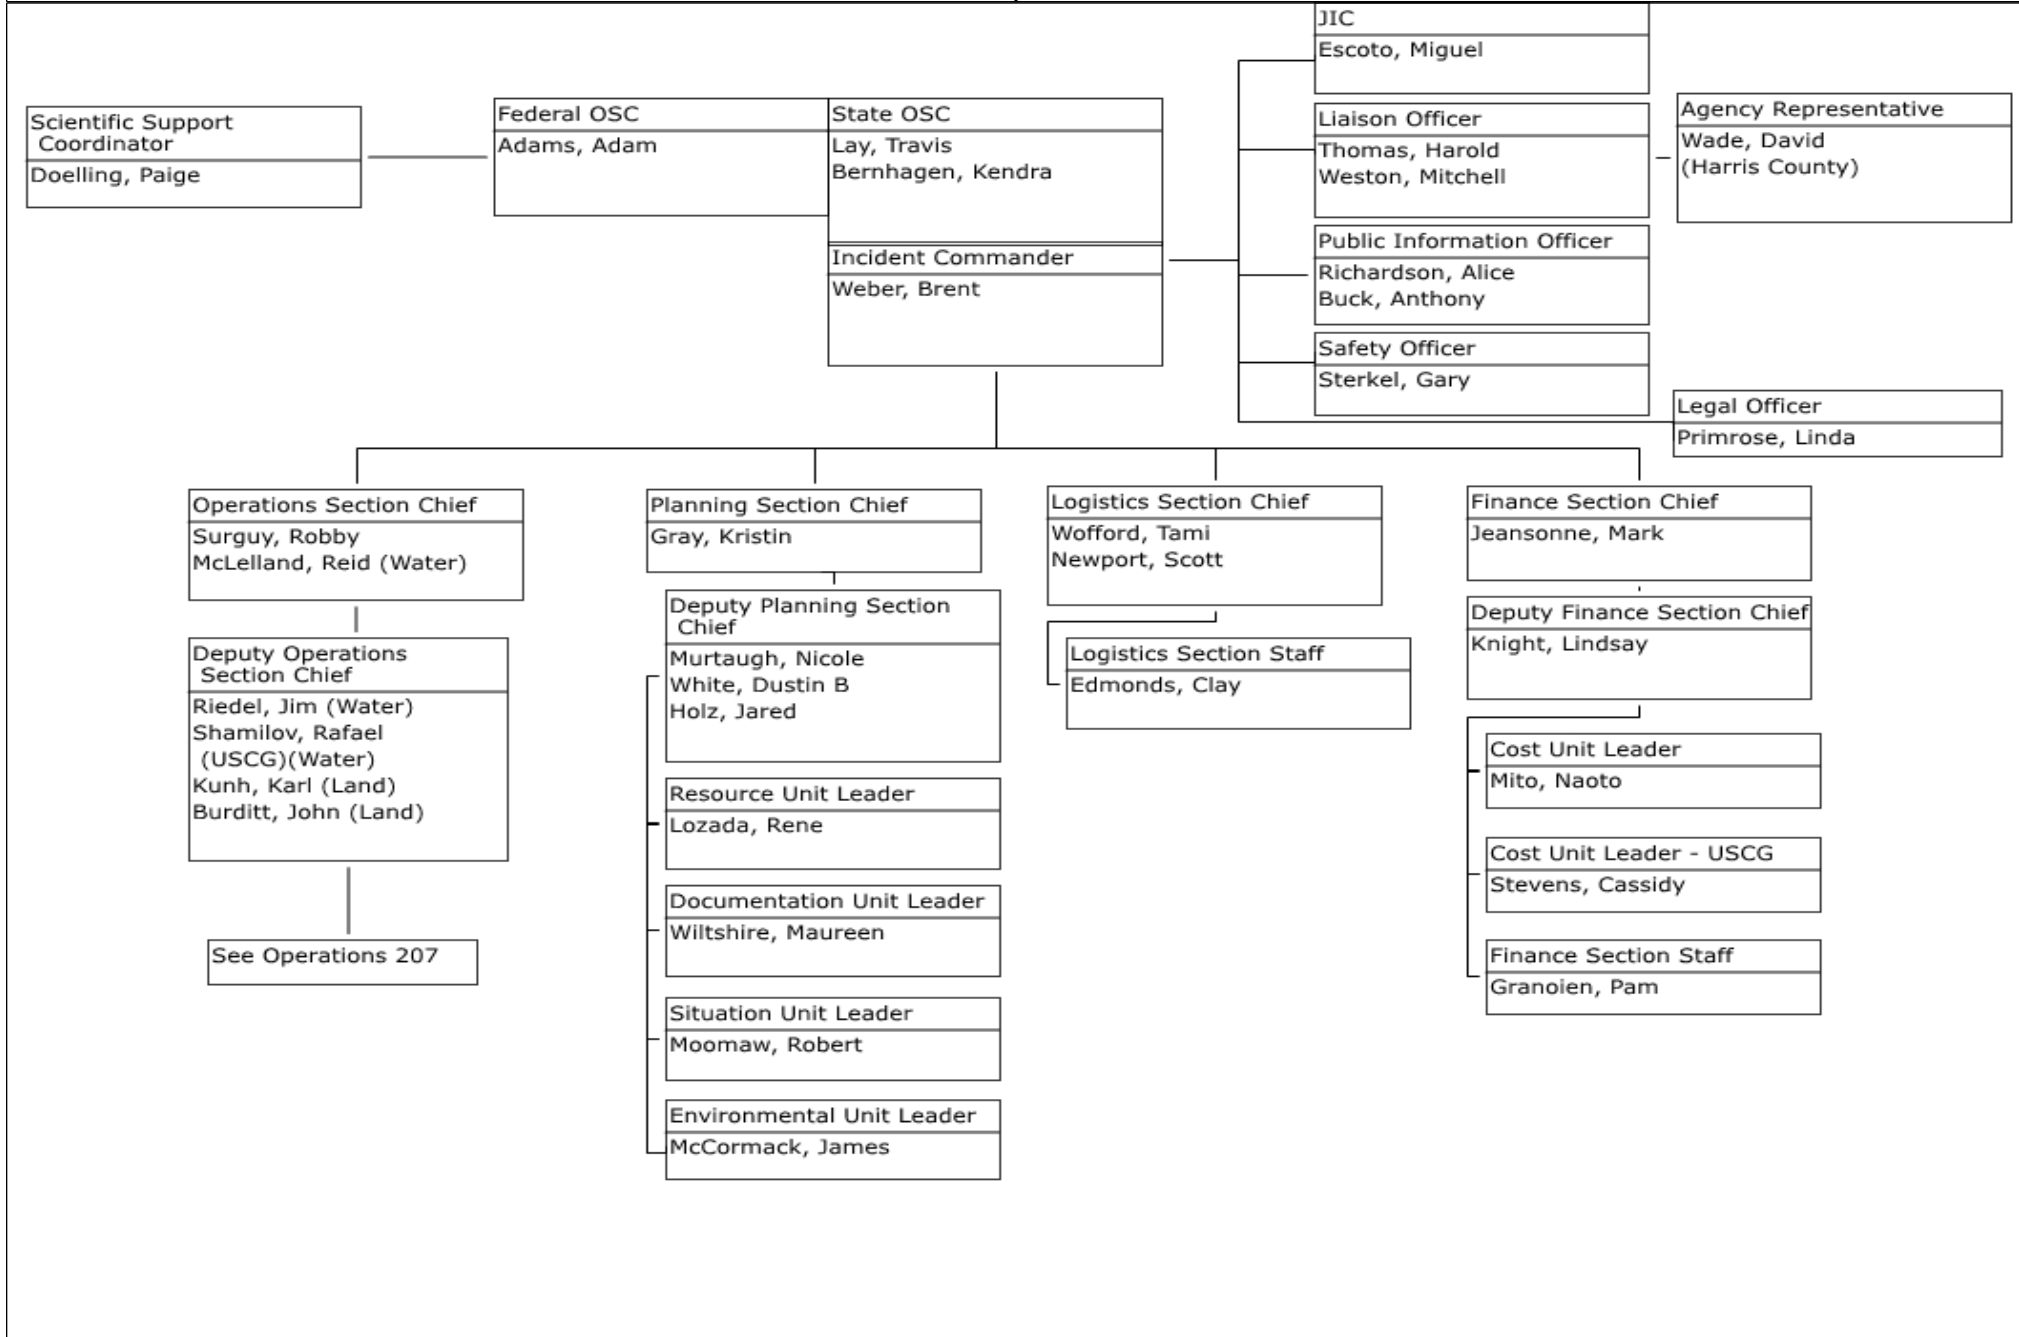 JIC
Escoto, Miguel
Scientific Support
Coordinator
Doelling, Paige
Federal OSC
Adams, Adam
State OSC
Lay, Travis
Bernhagen, Kendra
Incident Commander
Weber, Brent
Liaison Officer
Thomas, Harold
Weston, Mitchell
Agency Representative
Wade, David
(Harris County)
Public Information Officer
Richardson, Alice
Buck, Anthony
Safety Officer
Sterkel, Gary
Legal Officer
Primrose, Linda
Operations Section Chief
Surguy, Robby
McLelland, Reid (Water)
Deputy Operations
Section Chief
Riedel, Jim (Water)
Shamilov, Rafael
(USCG)(Water)
Kunh, Karl (Land)
Burditt, John (Land)
See Operations 207
Planning Section Chief
Gray, Kristin
Deputy Planning Section
Chief
Murtaugh, Nicole
White, Dustin B
Holz, Jared
Resource Unit Leader
Lozada, Rene
Documentation Unit Leader
Wiltshire, Maureen
Situation Unit Leader
Moomaw, Robert
Environmental Unit Leader
McCormack, James
Logistics Section Chief
Wofford, Tami
Newport, Scott
Logistics Section Staff
Edmonds, Clay
Finance Section Chief
Jeansonne, Mark
Deputy Finance Section Chief
Knight, Lindsay
Cost Unit Leader
Mito, Naoto
Cost Unit Leader - USCG
Stevens, Cassidy
Finance Section Staff
Granoien, Pam